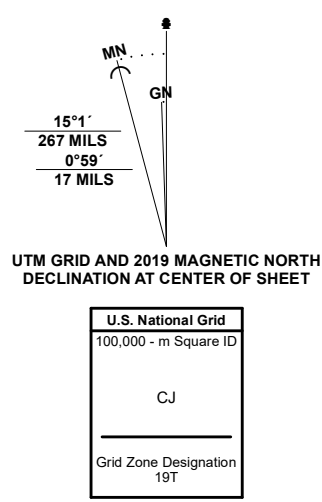 MN
GN
15°1´
267 MILS
0°59´
17 MILS
UTM GRID AND 2019 MAGNETIC NORTH
DECLINATION AT CENTER OF SHEET
U.S. National Grid
100,000 - m Square ID
CJ
Grid Zone Designation
19T